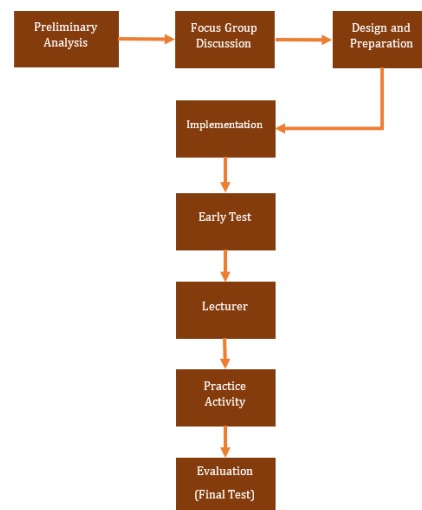 Preliminary
Analysis
Focus Group
Discussion
Design and
Preparation
Implementation
Early Test
Lecturer
Practice
Activity
Evaluation
(Final Test)